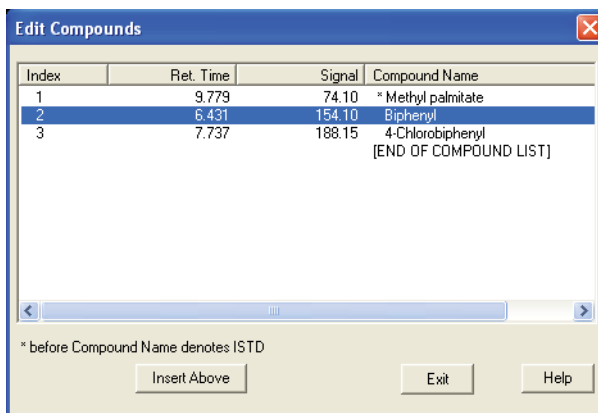 Edit Compounds
Index Ret. Time Signal Compound Name
1 9.779 74.10 * Methyl palmitate
2 6.431 154.10 Biphenyl
3 7.737 188.15 4-Chlorobiphenyl
[END OF COMPOUND LIST]
* before Compound Name denotes ISTD
Insert Above Exit Help